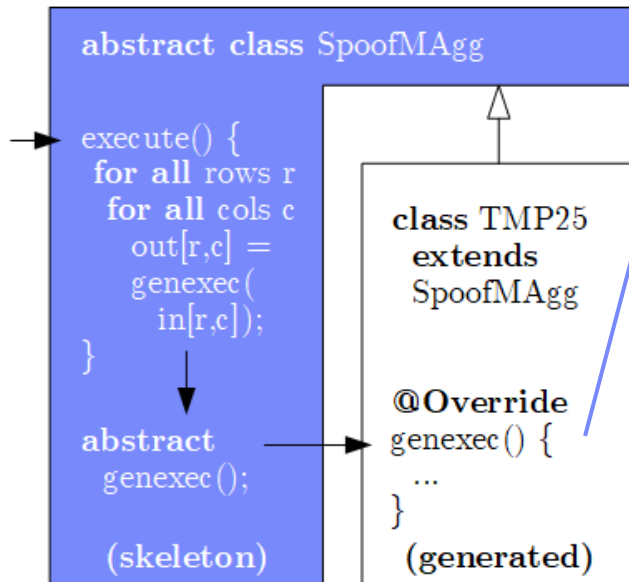 abstract class SpoofMAgg
execute() {
for all rows r
for all cols c
out[r,c] =
genexec(
in[r,c]);
}
abstract
genexec();
(skeleton)
class TMP25
extends
SpoofMAgg
@Override
genexec() {
...
}
(generated)